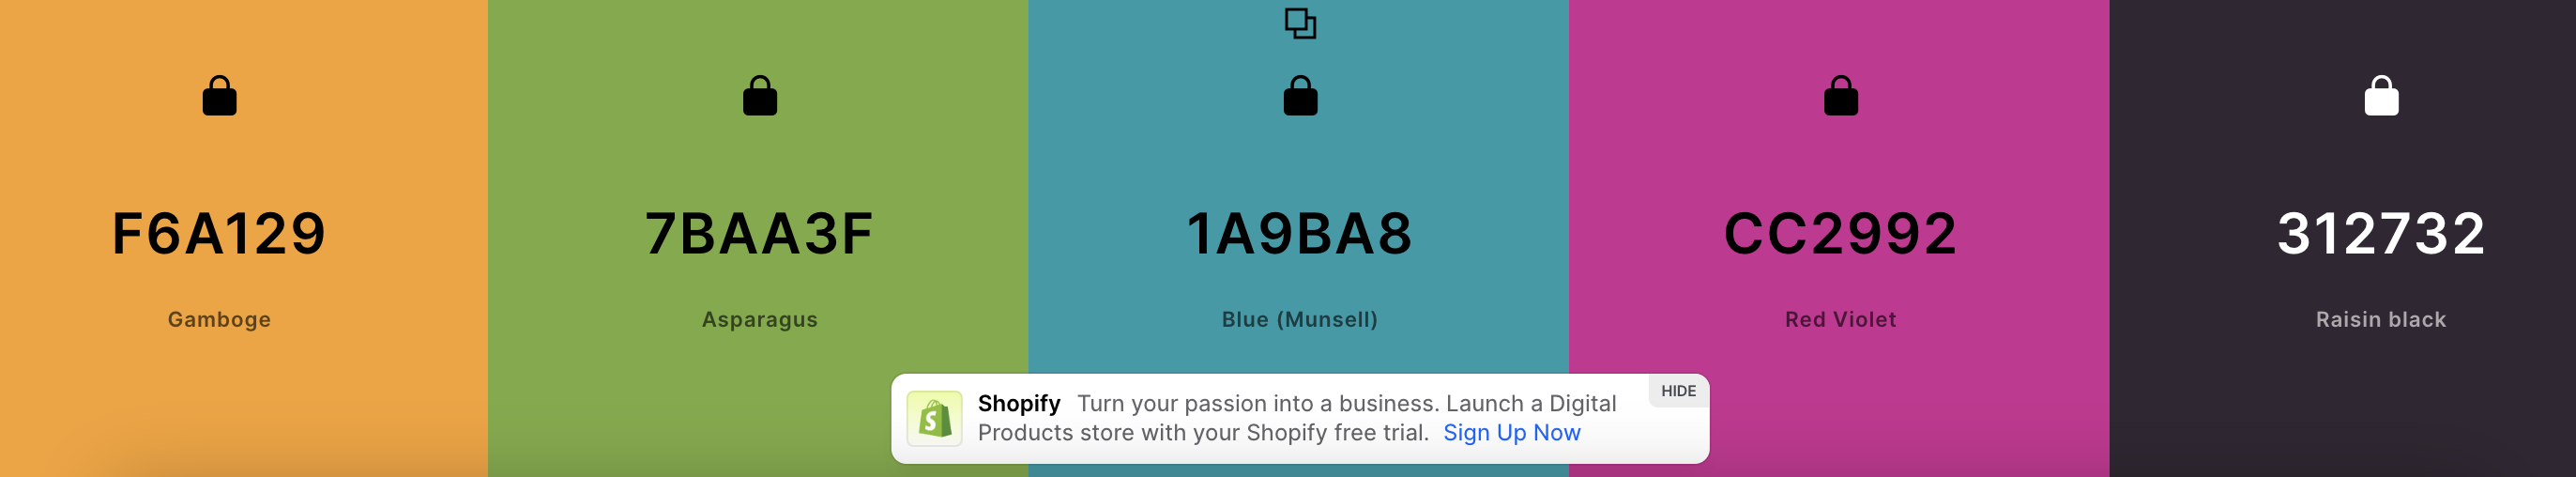 F6A129
Gamboge
7BAA3F
Asparagus
1A9BA8
Blue (Munsell)
CC2992
Red Violet
312732
Raisin black
Shopify Turn your passion into a business. Launch a Digital
Products store with your Shopify free trial. Sign Up Now
HIDE